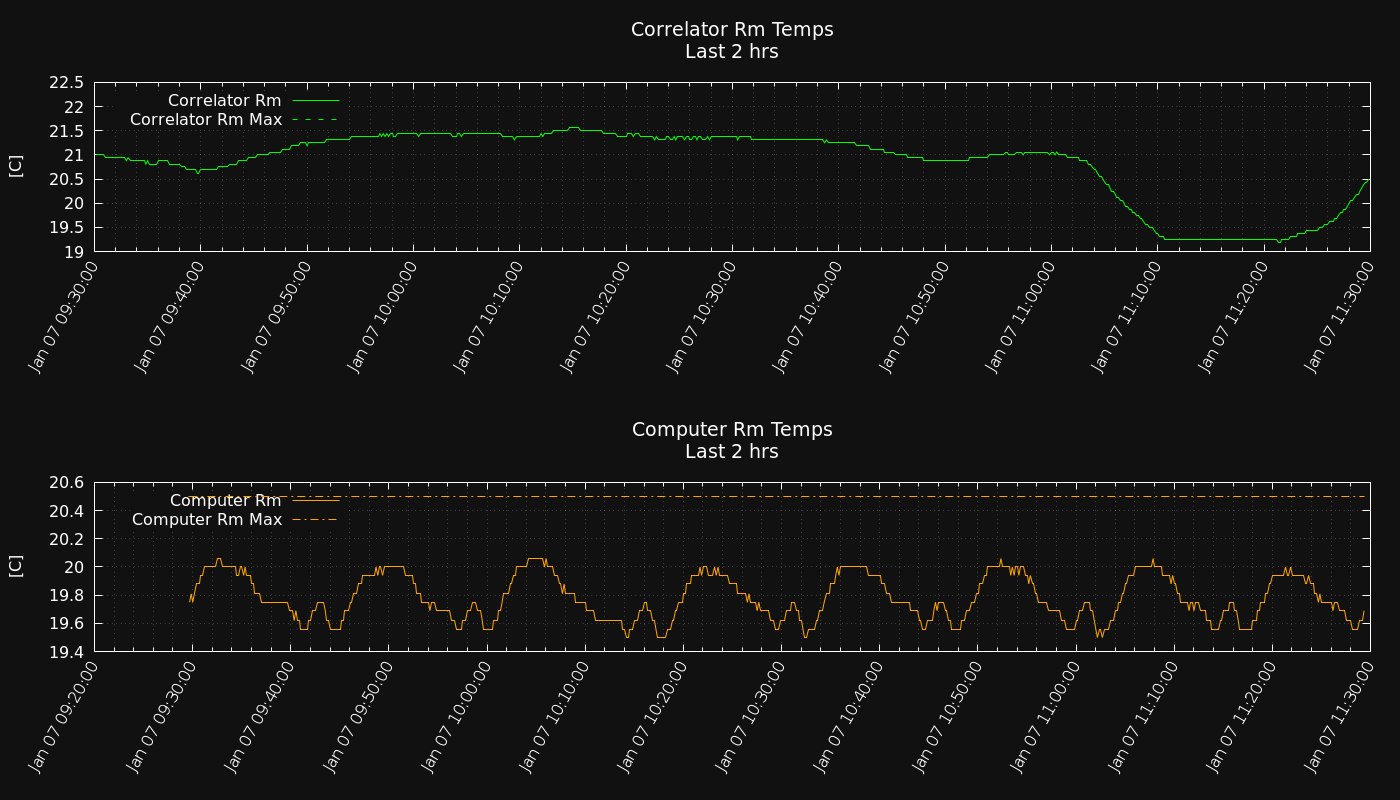 Correlator Rm Temps
Last 2 hrs
22.5
22
21.5
21
20.5
20
19.5
19
[C]
Correlator Rm
Correlator Rm Max
Jan 07 09:30:00
Jan 07 09:40:00
Jan 07 09:50:00
Jan 07 10:00:00
Jan 07 10:10:00
Jan 07 10:20:00
Jan 07 10:30:00
Jan 07 10:40:00
Jan 07 10:50:00
Jan 07 11:00:00
Jan 07 11:10:00
Jan 07 11:20:00
Jan 07 11:30:00
Computer Rm Temps
Last 2 hrs
20.6
20.4
20.2
20
19.8
19.6
19.4
[C]
Computer Rm
Computer Rm Max
Jan 07 09:20:00
Jan 07 09:30:00
Jan 07 09:40:00
Jan 07 09:50:00
Jan 07 10:00:00
Jan 07 10:10:00
Jan 07 10:20:00
Jan 07 10:30:00
Jan 07 10:40:00
Jan 07 10:50:00
Jan 07 11:00:00
Jan 07 11:10:00
Jan 07 11:20:00
Jan 07 11:30:00